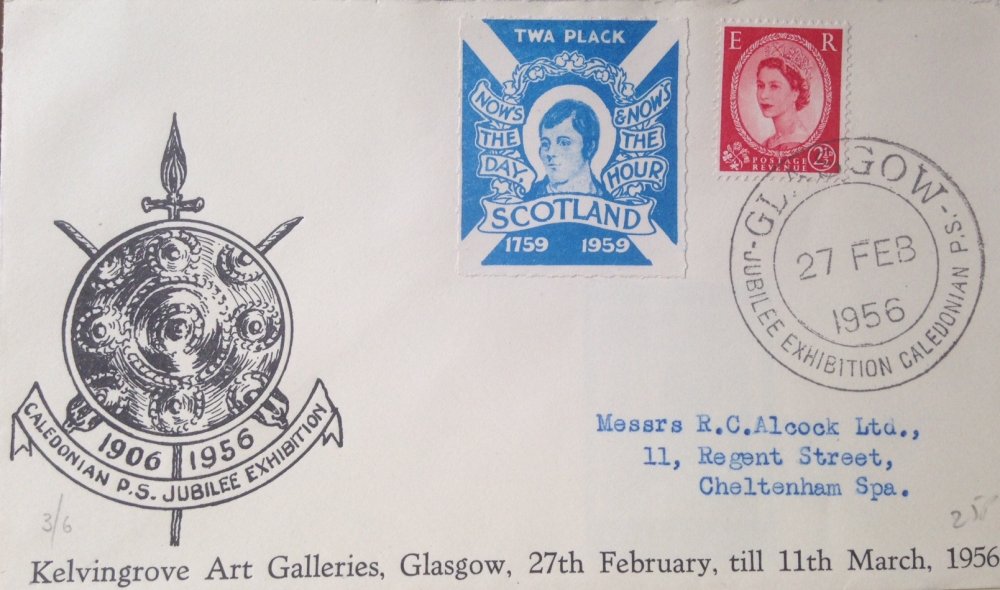 TWA PLACK
NOW'S THE DAY,
& NOW'S THE HOUR
SCOTLAND
1759 1959
E R
POSTAGE
REVENUE
2½D
GLASGOW
27 FEB
1956
JUBILEE EXHIBITION CALEDONIAN P.S.
1906 1956
CALEDONIAN P.S. JUBILEE EXHIBITION
Messrs R.C.Alcock Ltd.,
11, Regent Street,
Cheltenham Spa.
3/6
Kelvingrove Art Galleries, Glasgow, 27th February, till 11th March, 1956